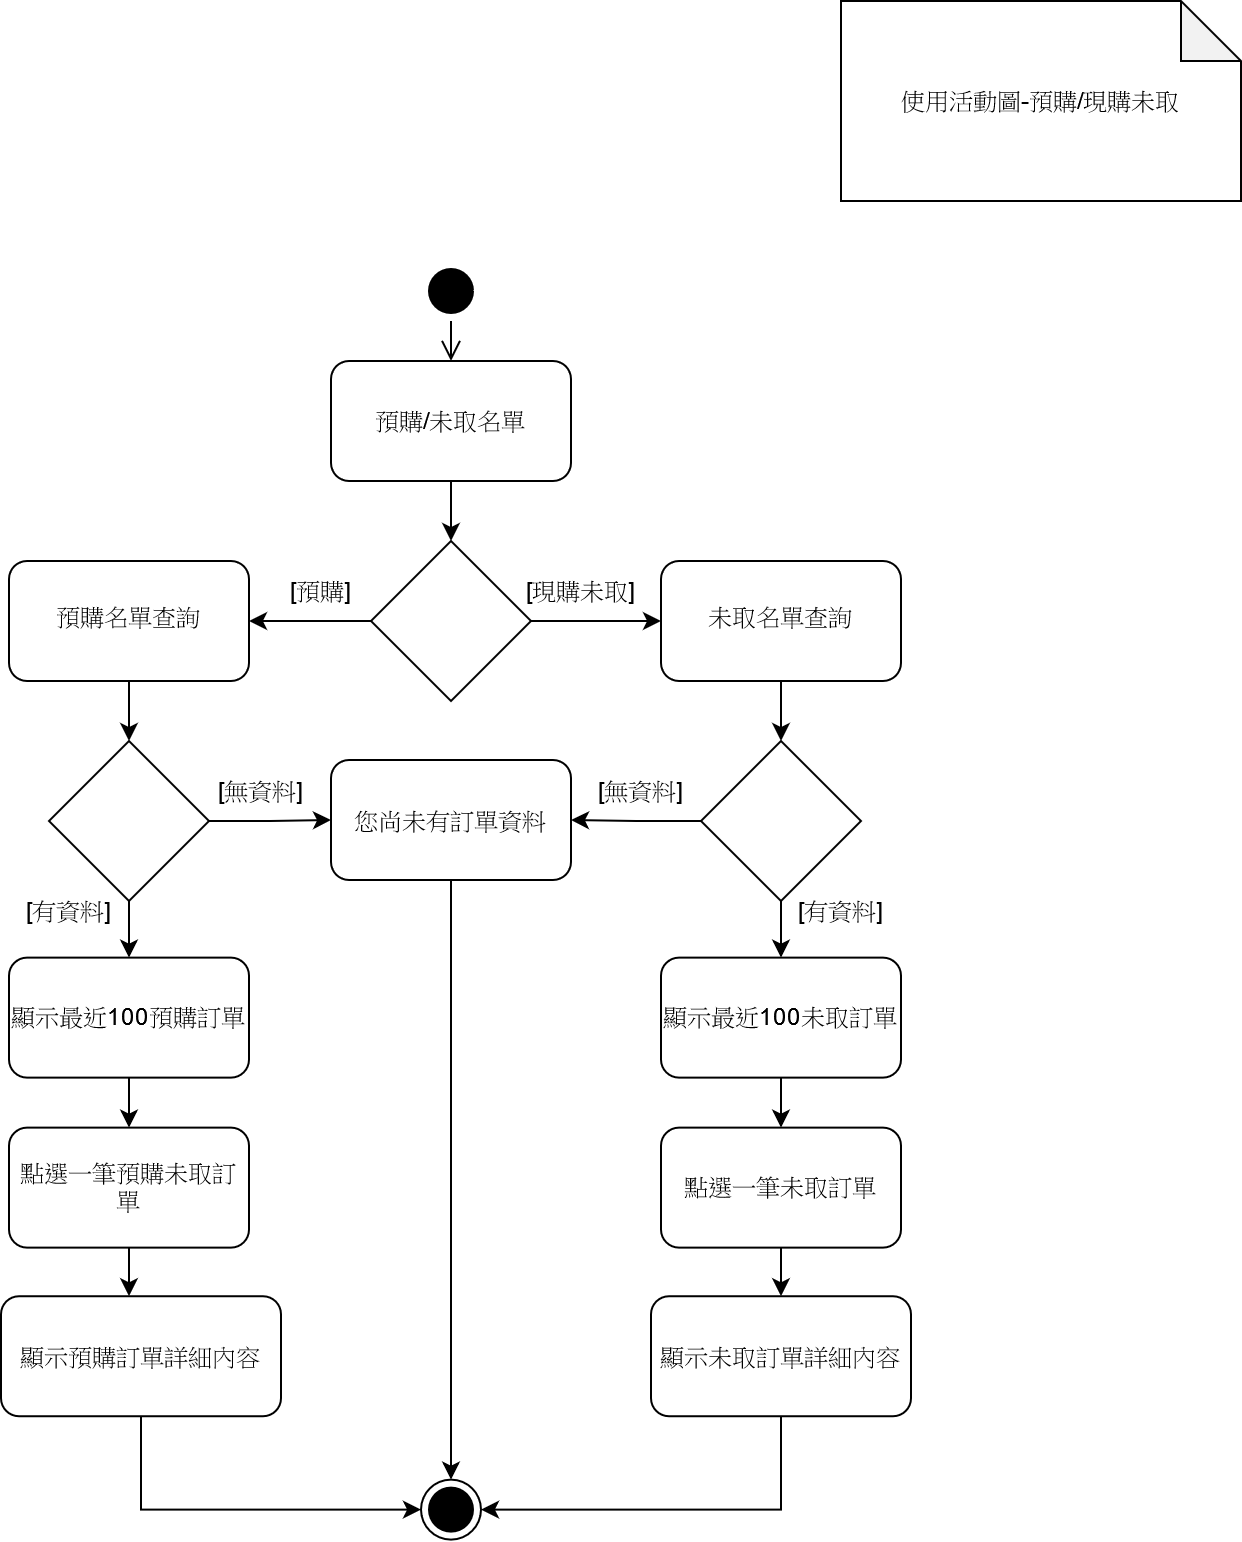 使用活動圖-預購/現購未取
預購/未取名單
[預購]
[現購未取]
預購名單查詢
未取名單查詢
[無資料]
[無資料]
您尚未有訂單資料
[有資料]
[有資料]
顯示最近100預購訂單
顯示最近100未取訂單
點選一筆預購未取訂
單
點選一筆未取訂單
顯示預購訂單詳細內容
顯示未取訂單詳細內容